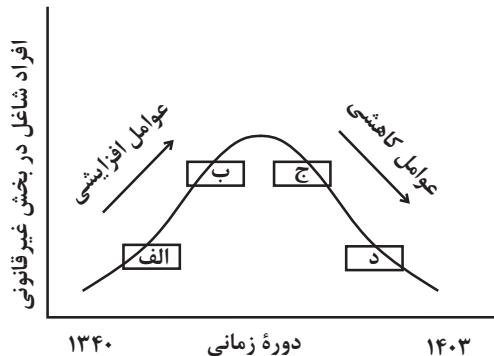 افراد شاغل در بخش غیرقانونی
عوامل افزایشی
عوامل کاهشی
ب
ج
الف
د
۱۳۴۰
دورهٔ زمانی
۱۴۰۳